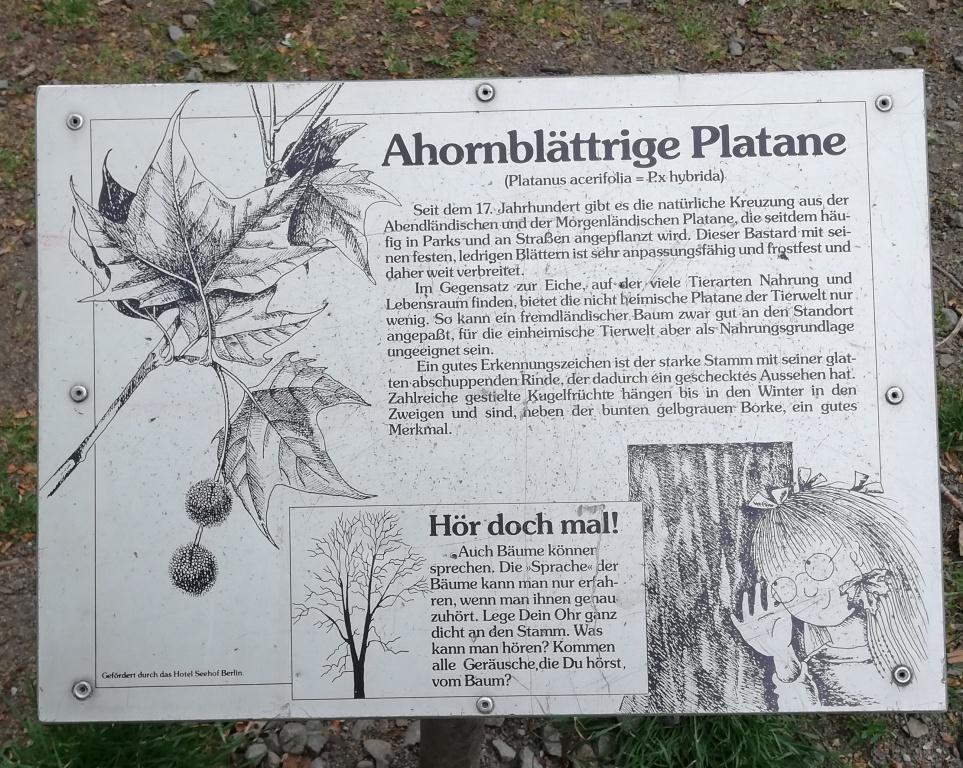 Ahornblättrige Platane
(Platanus acerifolia = P.x hybrida)
Seit dem 17. Jahrhundert gibt es die natürliche Kreuzung aus der
Abendländischen und der Morgenländischen Platane, die seitdem häu-
fig in Parks und an Straßen angepflanzt wird. Dieser Bastard mit sei-
nen festen, ledrigen Blättern ist sehr anpassungsfähig und frostfest und
daher weit verbreitet.
Im Gegensatz zur Eiche, auf der viele Tierarten Nahrung und
Lebensraum finden, bietet die nicht heimische Platane der Tierwelt nur
wenig. So kann ein fremdländischer Baum zwar gut an den Standort
angepaßt, für die einheimische Tierwelt aber als Nahrungsgrundlage
ungeeignet sein.
Ein gutes Erkennungszeichen ist der starke Stamm mit seiner glat-
ten abschuppenden Rinde, der dadurch ein geschecktes Aussehen hat.
Zahlreiche gestielte Kugelfrüchte hängen bis in den Winter in den
Zweigen und sind, neben der bunten gelbgrauen Borke, ein gutes
Merkmal.
Hör doch mal!
Auch Bäume können
sprechen. Die »Sprache« der
Bäume kann man nur erfah-
ren, wenn man ihnen genau
zuhört. Lege Dein Ohr ganz
dicht an den Stamm. Was
kann man hören? Kommen
alle Geräusche, die Du hörst,
vom Baum?
Gefördert durch das Hotel Seehof Berlin.